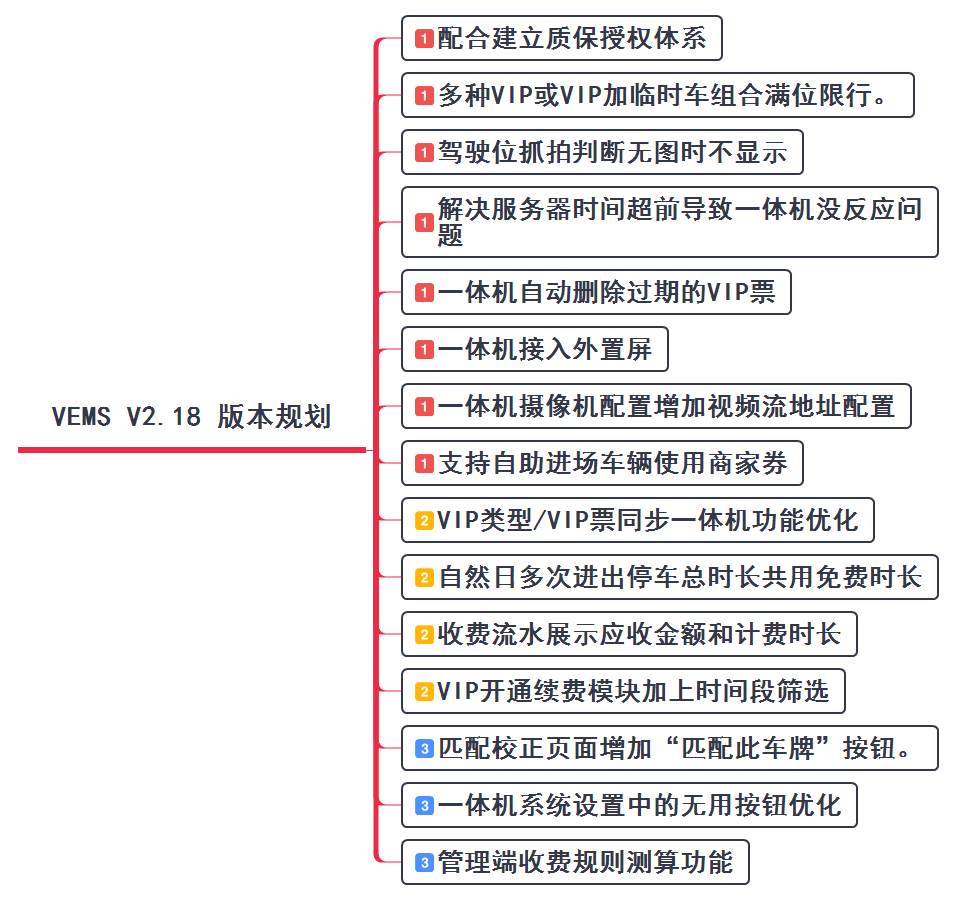 1 配合建立质保授权体系
1 多种VIP或VIP加临时车组合满位限行。
1 驾驶位抓拍判断无图时不显示
1 解决服务器时间超前导致一体机没反应问
题
1 一体机自动删除过期的VIP票
1 一体机接入外置屏
1 一体机摄像机配置增加视频流地址配置
VEMS V2.18 版本规划
1 支持自助进场车辆使用商家券
2 VIP类型/VIP票同步一体机功能优化
2 自然日多次进出停车总时长共用免费时长
2 收费流水展示应收金额和计费时长
2 VIP开通续费模块加上时间段筛选
3 匹配校正页面增加“匹配此车牌”按钮。
3 一体机系统设置中的无用按钮优化
3 管理端收费规则测算功能